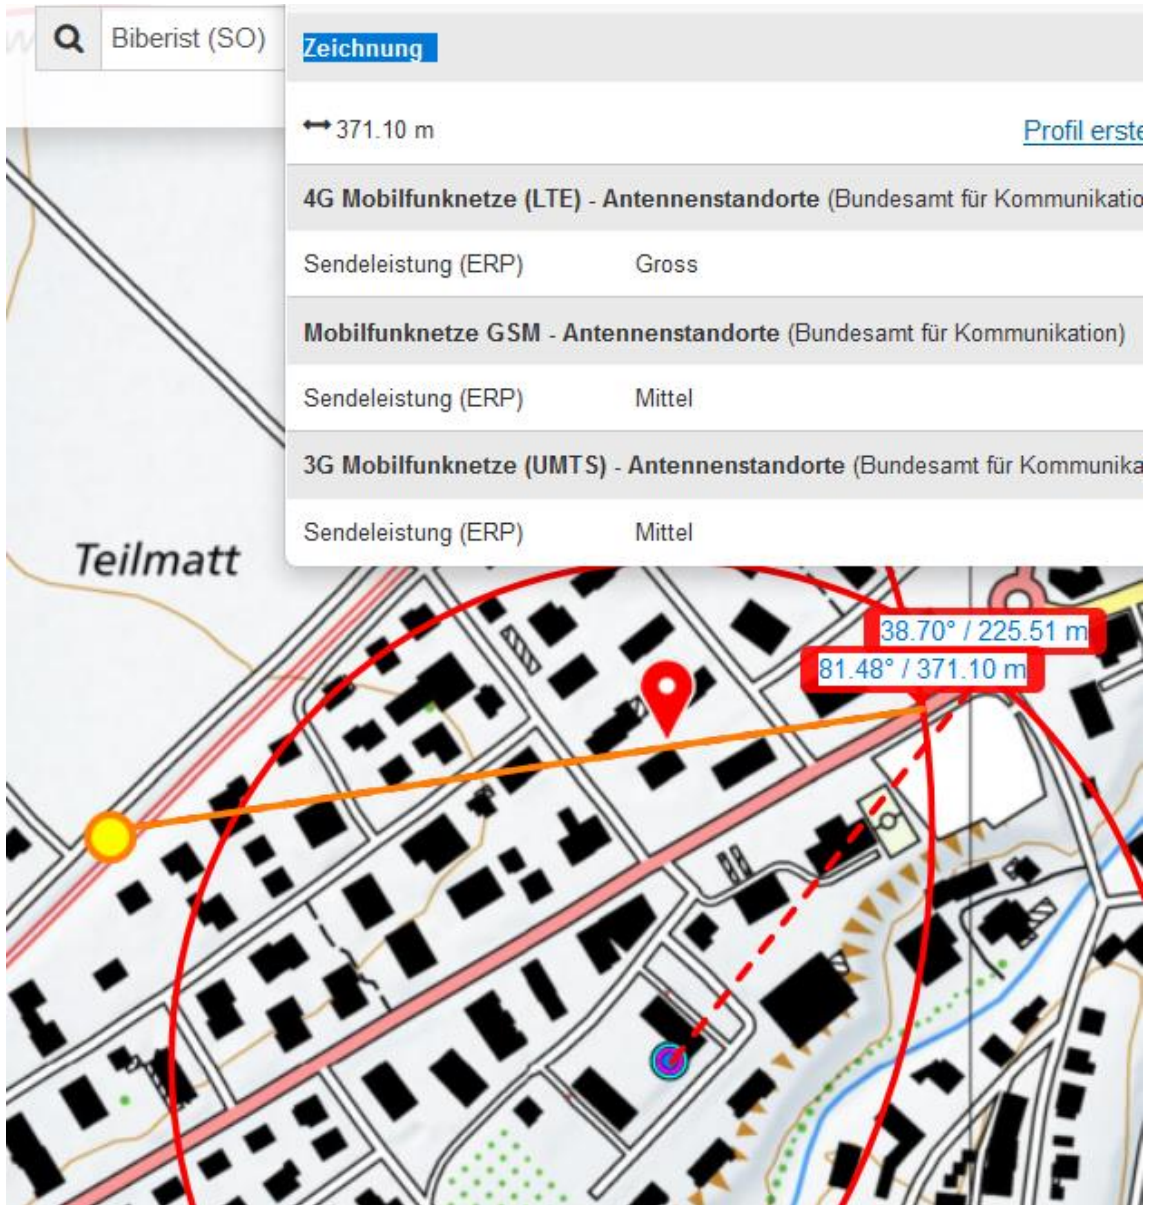 Biberist (SO)
Zeichnung
371.10 m
Profil erste
4G Mobilfunknetze (LTE) - Antennenstandorte (Bundesamt für Kommunikatio
Sendeleistung (ERP) Gross
Mobilfunknetze GSM - Antennenstandorte (Bundesamt für Kommunikation)
Sendeleistung (ERP) Mittel
3G Mobilfunknetze (UMTS) - Antennenstandorte (Bundesamt für Kommunika
Sendeleistung (ERP) Mittel
Teilmatt
38.70° / 225.51 m
81.48° / 371.10 m